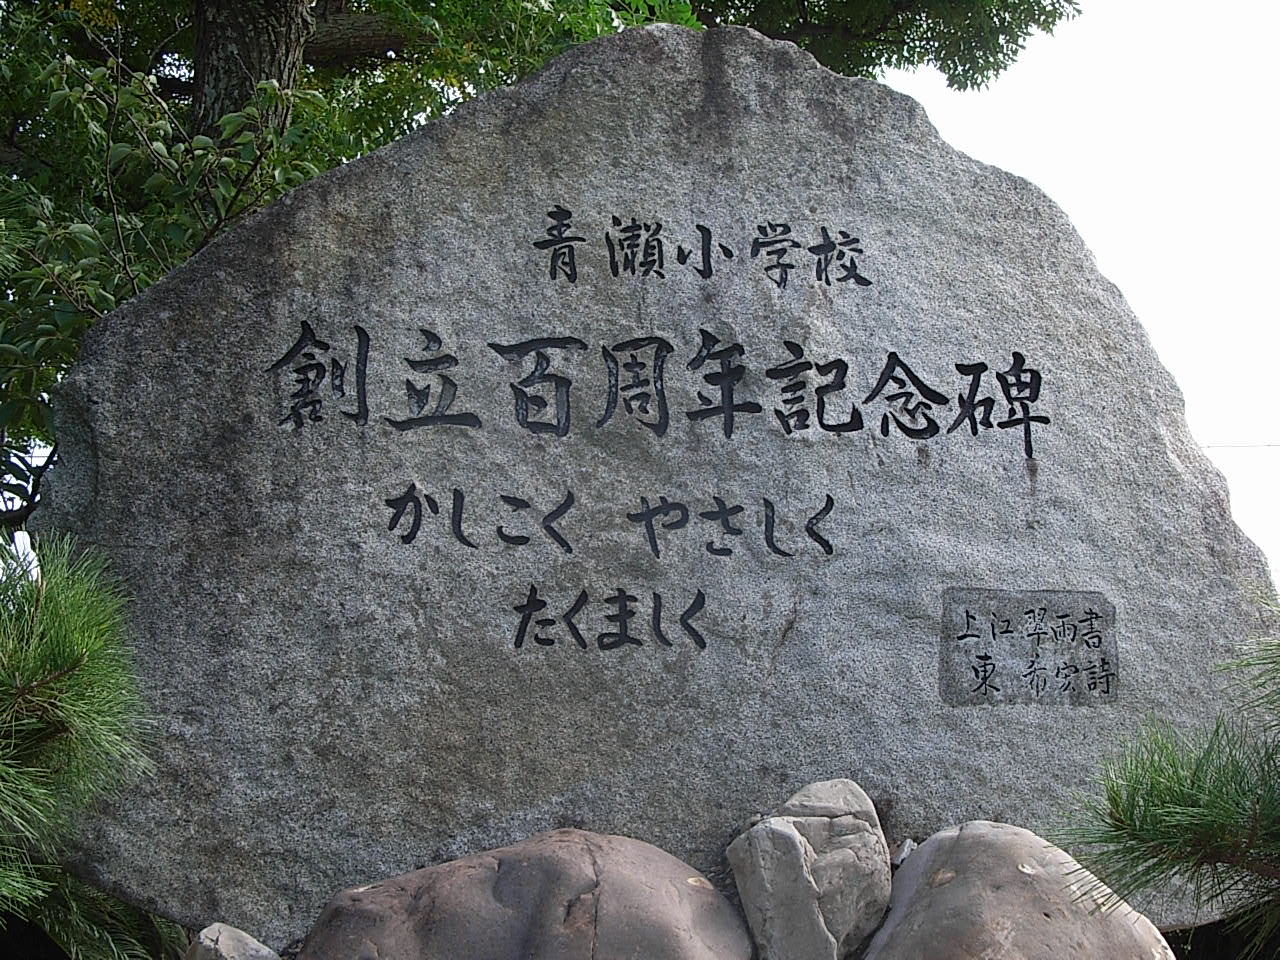 青瀬小学校
創立百周年記念碑
かしこく やさしく
たくましく
上江翠雨書
東 希宏詩